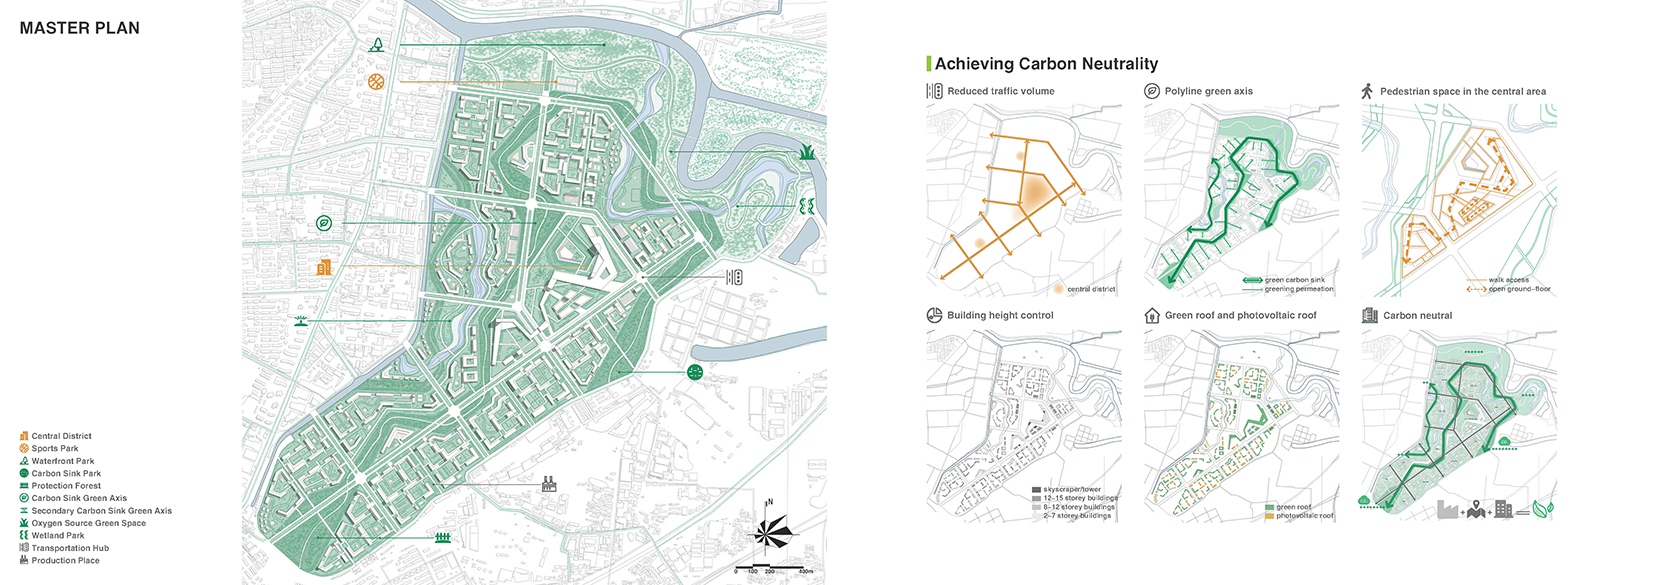 MASTER PLAN
Central District
Sports Park
Waterfront Park
Carbon Sink Park
Protection Forest
Carbon Sink Green Axis
Secondary Carbon Sink Green Axis
Oxygen Source Green Space
Wetland Park
Transportation Hub
Production Place
N
0 100 200 400m
Achieving Carbon Neutrality
Reduced traffic volume
central district
Polyline green axis
green carbon sink
greening permeation
Pedestrian space in the central area
walk access
open ground-floor
Building height control
skyscraper/tower
12-15 storey buildings
8-12 storey buildings
2-7 storey buildings
Green roof and photovoltaic roof
green roof
photovoltaic roof
Carbon neutral